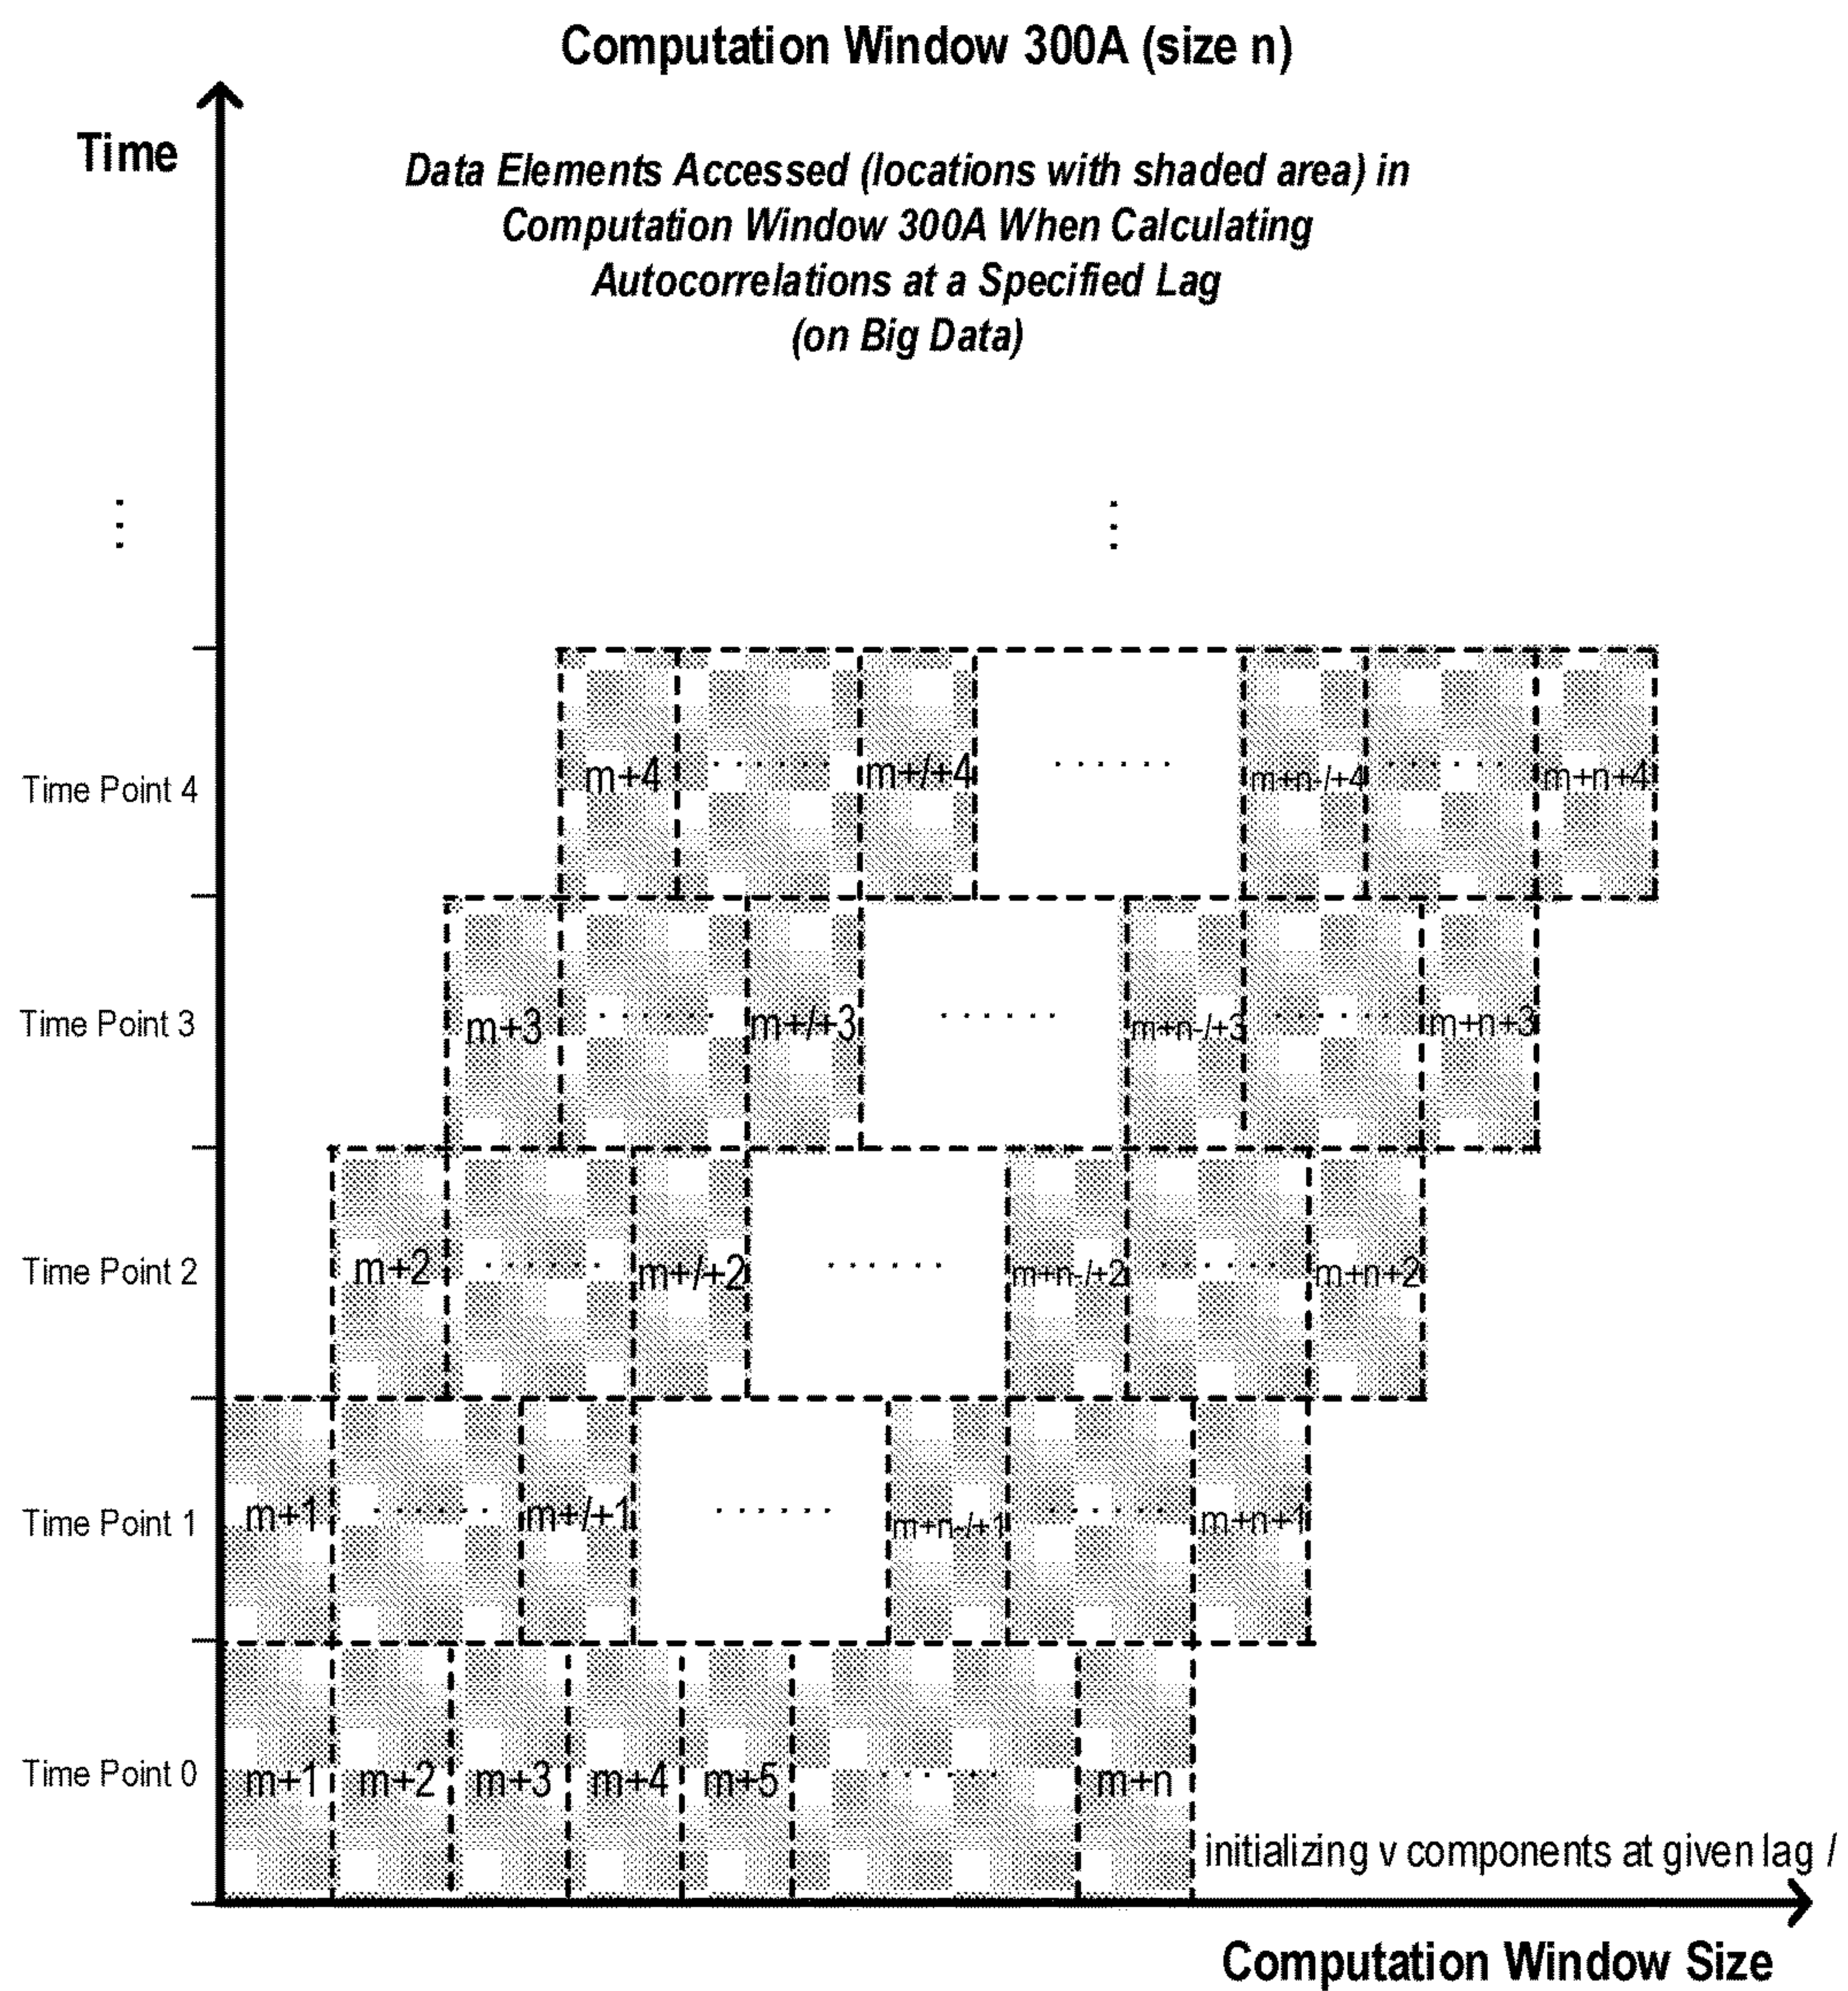 Computation Window 300A (size n)
Time
Data Elements Accessed (locations with shaded area) in
Computation Window 300A When Calculating
Autocorrelations at a Specified Lag
(on Big Data)
⋮ ⋮
Time Point 4 m+4 ...... m+l+4 ...... m+n-l+4 ...... m+n+4
Time Point 3 m+3 ...... m+l+3 ...... m+n-l+3 ...... m+n+3
Time Point 2 m+2 ...... m+l+2 ...... m+n-l+2 ...... m+n+2
Time Point 1 m+1 ...... m+l+1 ...... m+n-l+1 ...... m+n+1
Time Point 0 m+1 m+2 m+3 m+4 m+5 ...... m+n
initializing v components at given lag l
Computation Window Size